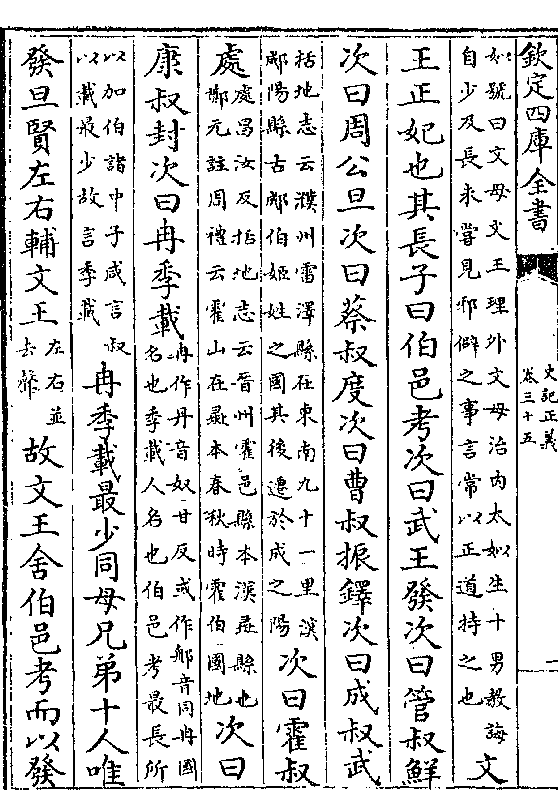 欽定四庫全書
史記正義
卷三十五
一
姒號曰文母文王理外文母治内太姒生十男教誨
自少及長未嘗見邪僻之事言常以正道持之也
文
王正妃也其長子曰伯邑考次曰武王發次曰管叔鮮
次曰周公旦次曰蔡叔度次曰曹叔振鐸次曰成叔武
括地志云濮州雷澤縣在東南九十一里漢
郕陽縣古郕伯姬姓之國其後遷於成之陽
次曰霍叔
處
處昌汝反括地志云晋州霍邑縣本漢彘縣也
鄭元註周禮云霍山在彘本春秋時霍伯國地
次曰
康叔封次曰冉季載
冉作丹音奴甘反或作䢵音同冉國
名也季載人名也伯邑考最長所
以加伯諸中子咸言叔
以載最少故言季載
冉季載最少同母兄弟十人唯
發旦賢左右輔文王
左右並
去聲
故文王舍伯邑考而以發